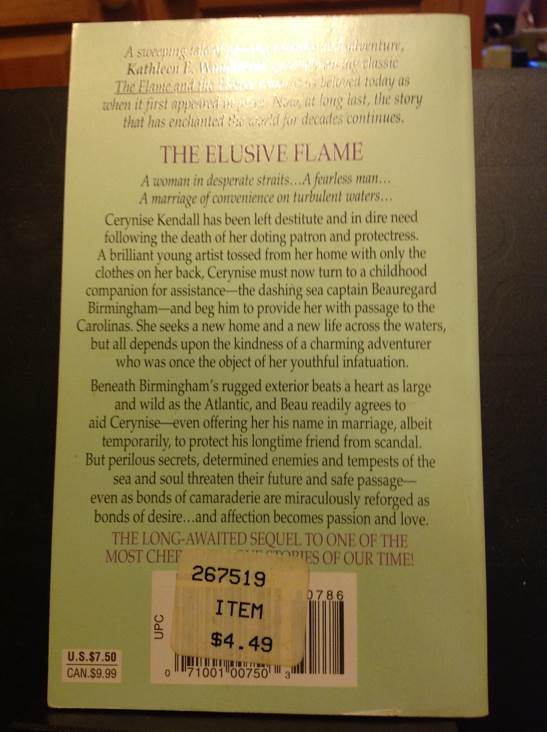 A sweeping tale of adventure,
Kathleen E.
The Flame and the beloved today as
when it first appeared in Now, at long last, the story
that has enchanted the world for decades continues.
THE ELUSIVE FLAME
A woman in desperate straits...A fearless man...
A marriage of convenience on turbulent waters...
Cerynise Kendall has been left destitute and in dire need
following the death of her doting patron and protectress.
A brilliant young artist tossed from her home with only the
clothes on her back, Cerynise must now turn to a childhood
companion for assistance—the dashing sea captain Beauregard
Birmingham—and beg him to provide her with passage to the
Carolinas. She seeks a new home and a new life across the waters,
but all depends upon the kindness of a charming adventurer
who was once the object of her youthful infatuation.
Beneath Birmingham's rugged exterior beats a heart as large
and wild as the Atlantic, and Beau readily agrees to
aid Cerynise—even offering her his name in marriage, albeit
temporarily, to protect his longtime friend from scandal.
But perilous secrets, determined enemies and tempests of the
sea and soul threaten their future and safe passage—
even as bonds of camaraderie are miraculously reforged as
bonds of desire...and affection becomes passion and love.
THE LONG-AWAITED SEQUEL TO ONE OF THE
MOST STORIES OF OUR TIME!
267519
ITEM
$4.49
0786
UPC
U.S.$7.50
CAN.$9.99
0 71001 00750 3